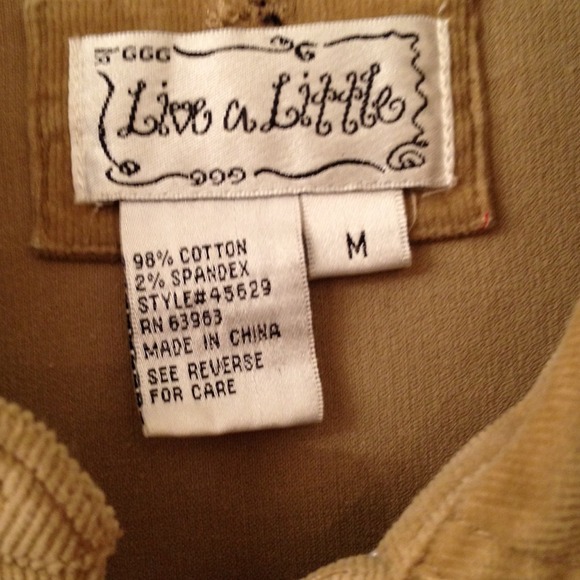 Live a Little
M
98% COTTON
2% SPANDEX
STYLE#45629
RN 63963
MADE IN CHINA
SEE REVERSE
FOR CARE